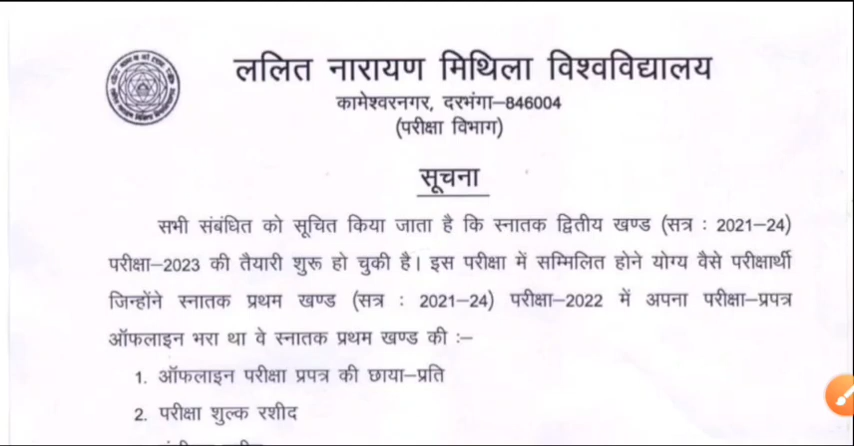 ललित नारायण मिथिला विश्वविद्यालय
कामेश्वरनगर, दरभंगा–846004
(परीक्षा विभाग)
सूचना
सभी संबंधित को सूचित किया जाता है कि स्नातक द्वितीय खण्ड (सत्र : 2021–24)
परीक्षा–2023 की तैयारी शुरू हो चुकी है। इस परीक्षा में सम्मिलित होने योग्य वैसे परीक्षार्थी
जिन्होंने स्नातक प्रथम खण्ड (सत्र : 2021–24) परीक्षा–2022 में अपना परीक्षा–प्रपत्र
ऑफलाइन भरा था वे स्नातक प्रथम खण्ड की :–
1. ऑफलाइन परीक्षा प्रपत्र की छाया–प्रति
2. परीक्षा शुल्क रशीद